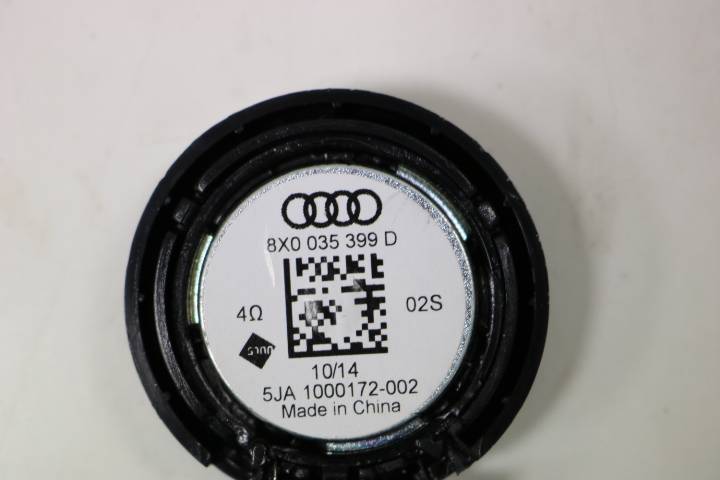 8X0 035 399 D
4Ω
02S
10/14
5JA 1000172-002
Made in China